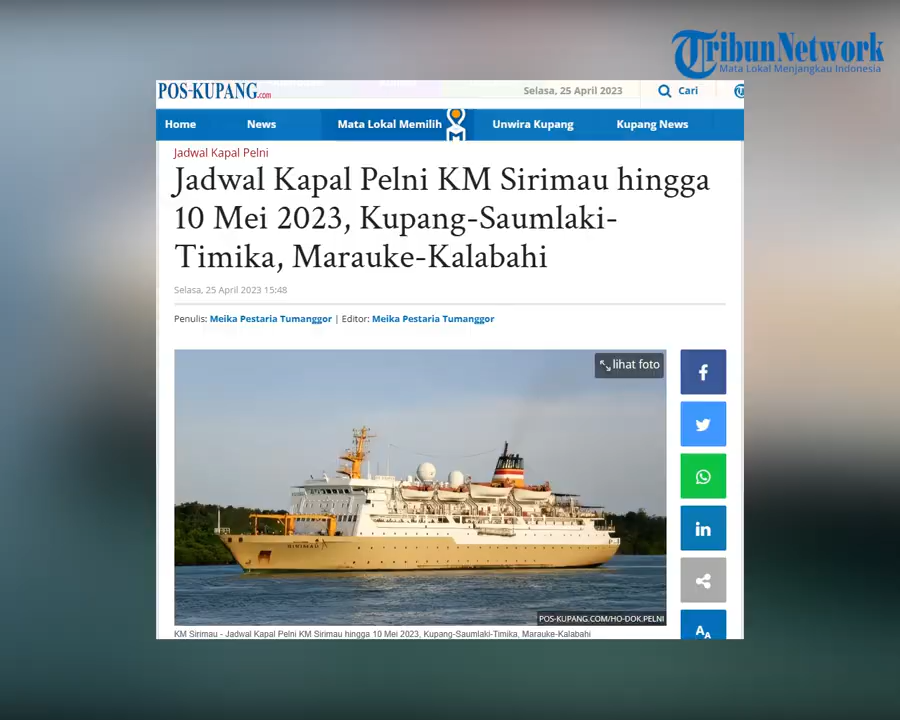 Tribun Network
Mata Lokal Menjangkau Indonesia
POS-KUPANG.com
Selasa, 25 April 2023
Cari
Home
News
Mata Lokal Memilih
Unwira Kupang
Kupang News
Jadwal Kapal Pelni
Jadwal Kapal Pelni KM Sirimau hingga
10 Mei 2023, Kupang-Saumlaki-
Timika, Marauke-Kalabahi
Selasa, 25 April 2023 15:48
Penulis: Meika Pestaria Tumanggor | Editor: Meika Pestaria Tumanggor
lihat foto
SIRIMAU
POS-KUPANG.COM/HO-DOK.PELNI
KM Sirimau - Jadwal Kapal Pelni KM Sirimau hingga 10 Mei 2023, Kupang-Saumlaki-Timika, Marauke-Kalabahi
AA